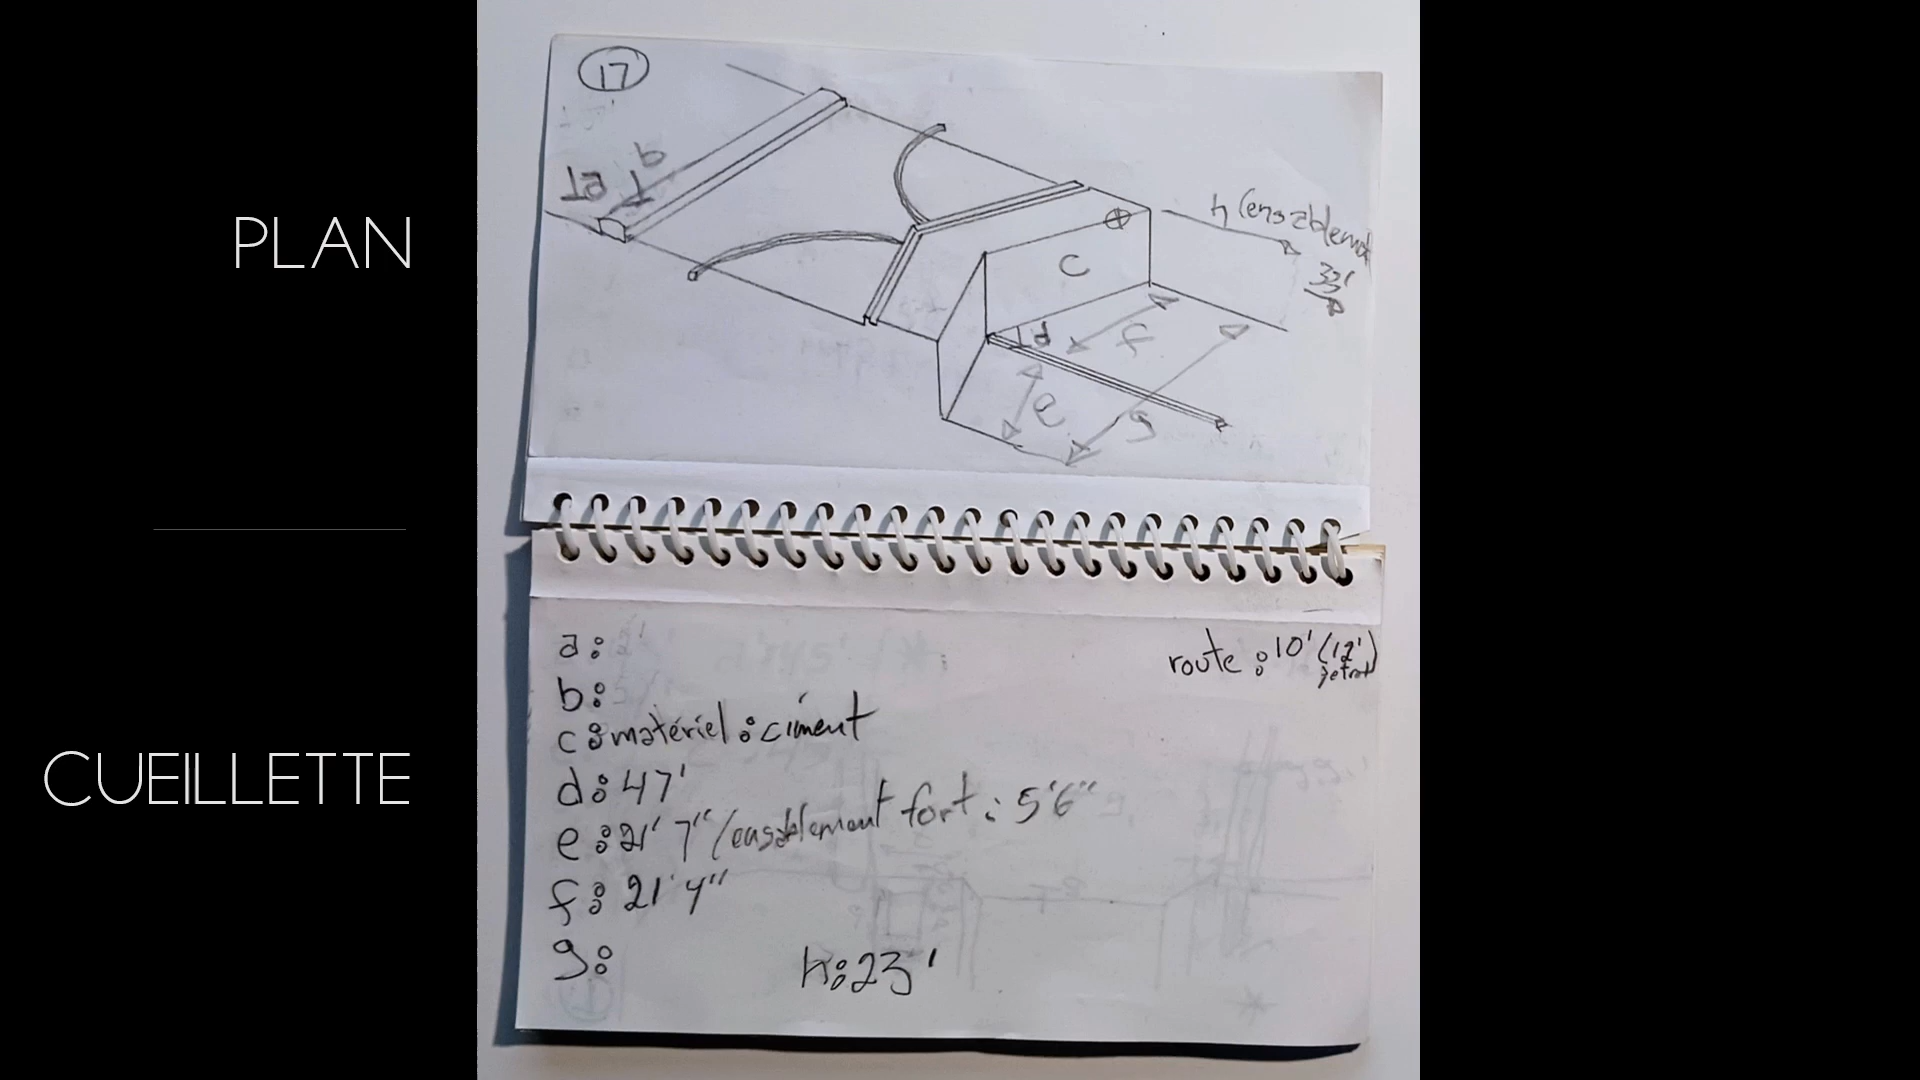 PLAN
CUEILLETTE
17
b
a
c
h (ensablement
33'
d
f
e
g
route : 10' (12')
a:
b:
c: matériel : ciment
d: 47'
e: 21' 7" (ensablement fort : 5'6"
f: 21' 4"
g:
h: 23'